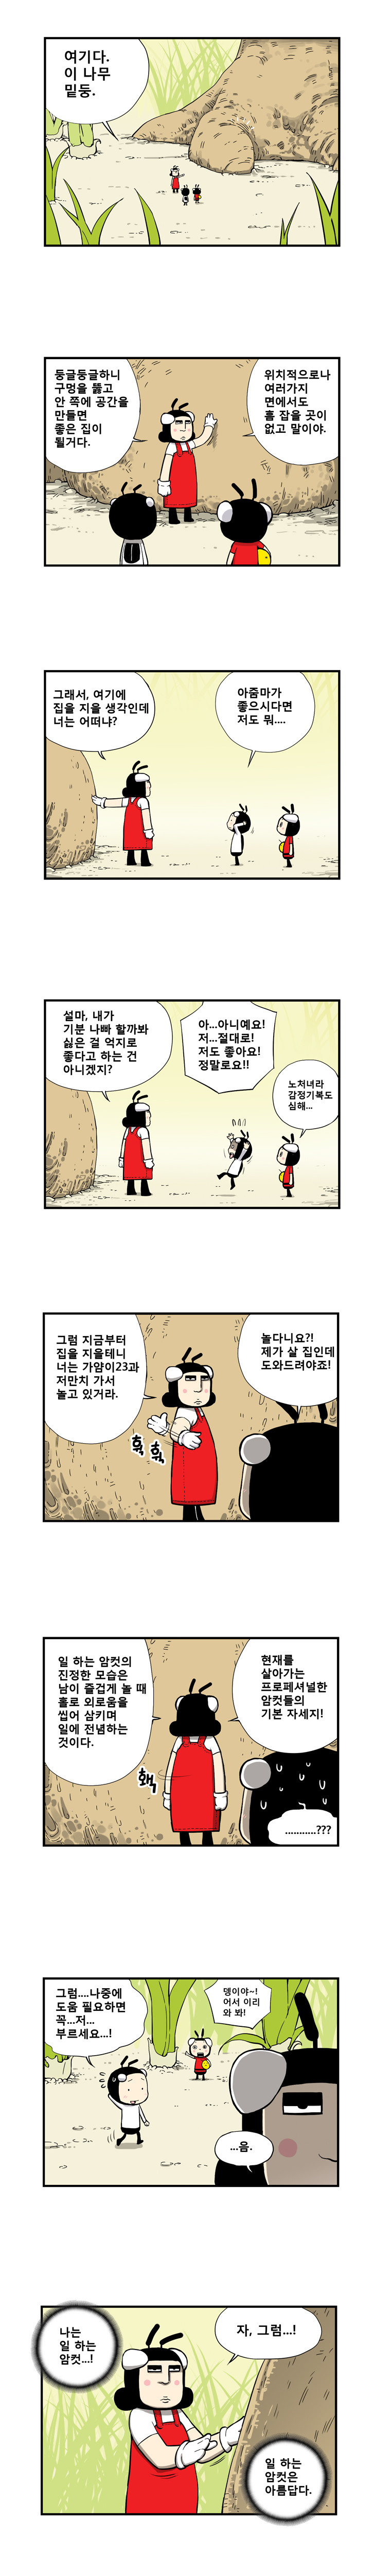 여기다.
이 나무
밑둥.
둥글둥글하니
구멍을 뚫고
안 쪽에 공간을
만들면
좋은 집이
될거다.
위치적으로나
여러가지
면에서도
흠 잡을 곳이
없고 말이야.
그래서, 여기에
집을 지을 생각인데
너는 어떠냐?
아줌마가
좋으시다면
저도 뭐....
설마, 내가
기분 나빠 할까봐
싫은 걸 억지로
좋다고 하는 건
아니겠지?
아...아니예요!
저...절대로!
저도 좋아요!
정말로요!!
노처녀라
감정기복도
심해...
그럼 지금부터
집을 지을테니
너는 가얌이23과
저만치 가서
놀고 있거라.
훅
훅
놀다니요?!
제가 살 집인데
도와드려야죠!
일 하는 암컷의
진정한 모습은
남이 즐겁게 놀 때
홀로 외로움을
씹어 삼키며
일에 전념하는
것이다.
현재를
살아가는
프로페셔널한
암컷들의
기본 자세지!
홱
...........???
그럼....나중에
도움 필요하면
꼭...저...
부르세요...!
뎅이야~!
어서 이리
와 봐!
...음.
나는
일 하는
암컷...!
자, 그럼...!
일 하는
암컷은
아름답다.